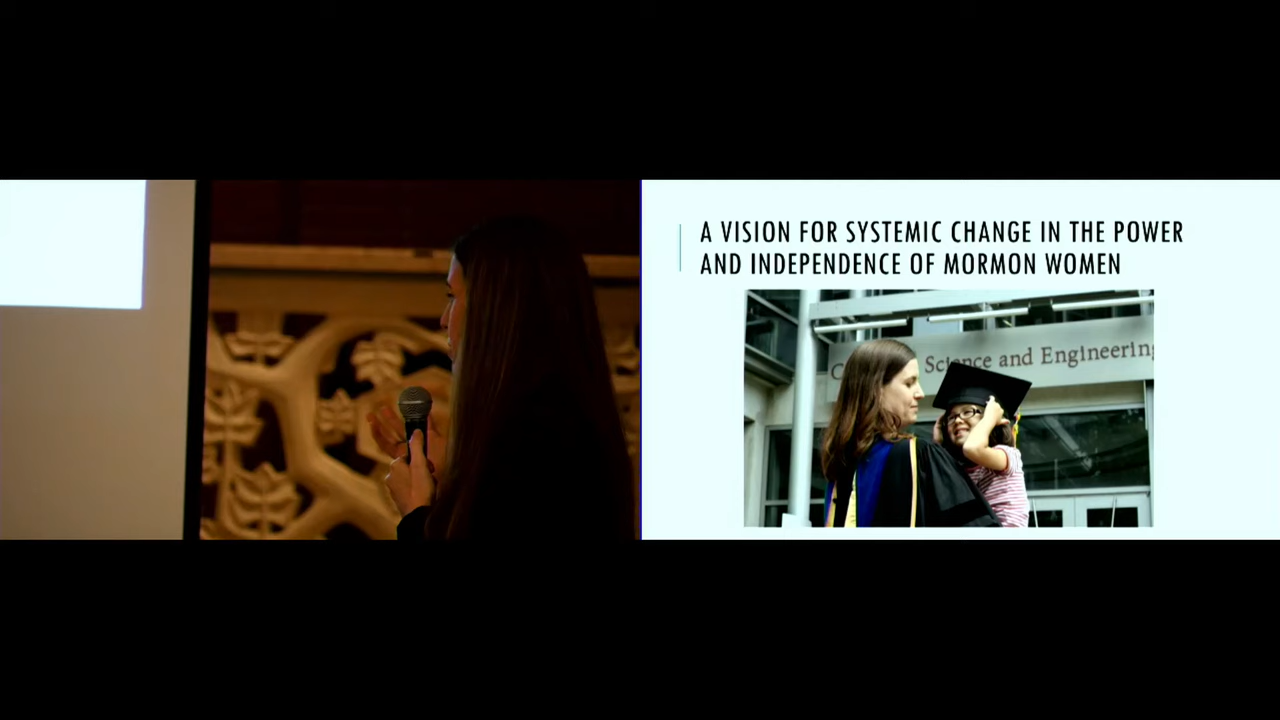 A VISION FOR SYSTEMIC CHANGE IN THE POWER
AND INDEPENDENCE OF MORMON WOMEN
Science and Engineering